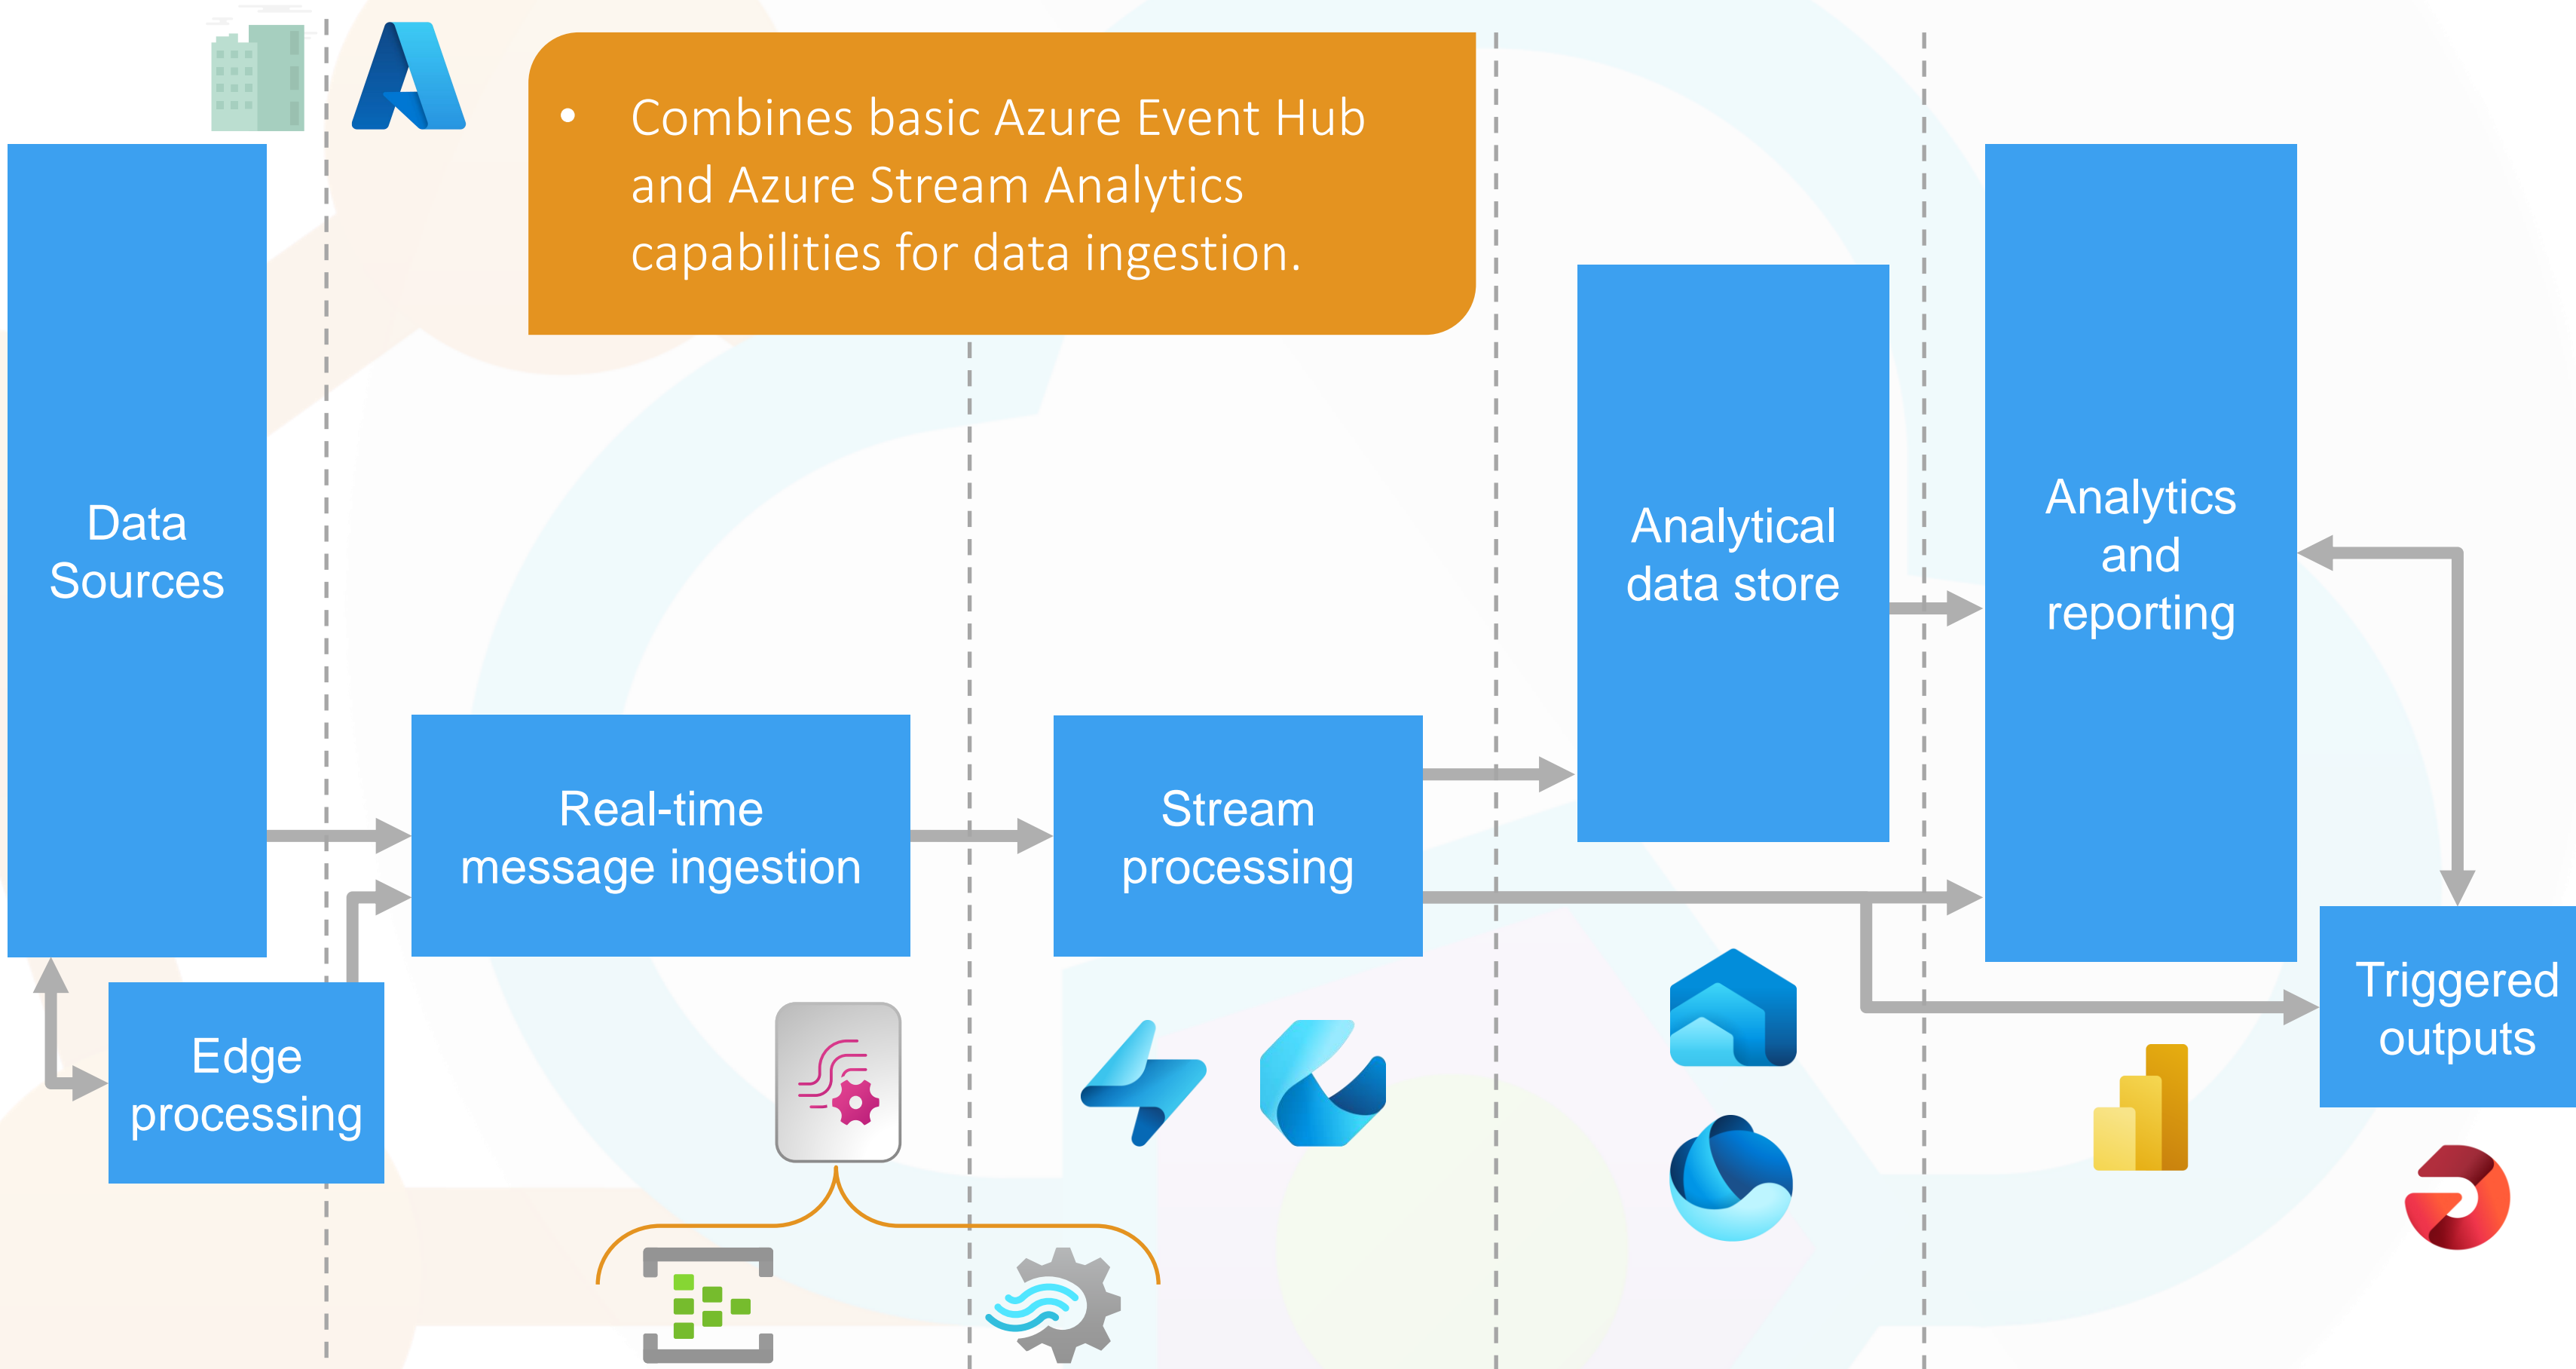 • Combines basic Azure Event Hub
and Azure Stream Analytics
capabilities for data ingestion.
Data
Sources
Edge
processing
Real-time
message ingestion
Stream
processing
Analytical
data store
Analytics
and
reporting
Triggered
outputs